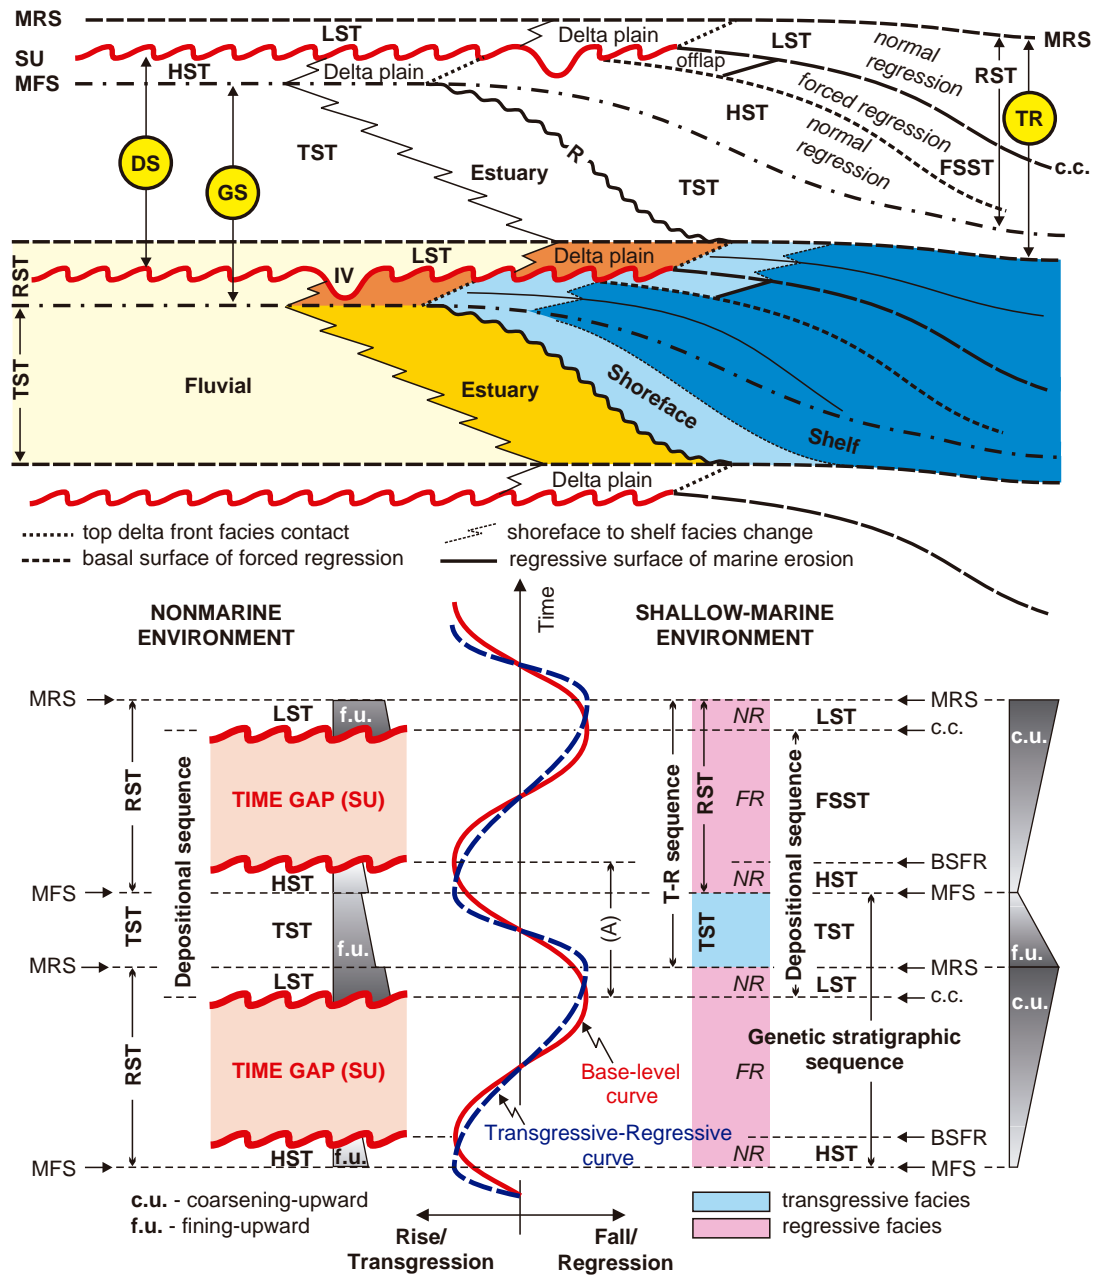 MRS
LST
Delta plain
LST
normal
regression
MRS
SU
HST
Delta plain
offlap
RST
MFS
forced regression
TR
HST
normal
regression
DS
TST
R
FSST
c.c.
GS
Estuary
TST
RST
IV
LST
Delta plain
TST
Fluvial
Estuary
Shoreface
Shelf
Delta plain
top delta front facies contact
shoreface to shelf facies change
basal surface of forced regression
regressive surface of marine erosion
NONMARINE
ENVIRONMENT
Time
SHALLOW-MARINE
ENVIRONMENT
MRS
LST
f.u.
NR
LST
MRS
c.c.
c.u.
RST
Depositional sequence
TIME GAP (SU)
T-R sequence
RST
FR
Depositional sequence
FSST
BSFR
MFS
HST
NR
HST
MFS
TST
TST
f.u.
(A)
TST
TST
f.u.
MRS
LST
NR
LST
MRS
c.c.
c.u.
RST
TIME GAP (SU)
Base-level
curve
FR
Genetic stratigraphic
sequence
Transgressive-Regressive
curve
BSFR
MFS
HST
f.u.
NR
HST
MFS
c.u. - coarsening-upward
f.u. - fining-upward
transgressive facies
regressive facies
Rise/
Transgression
Fall/
Regression